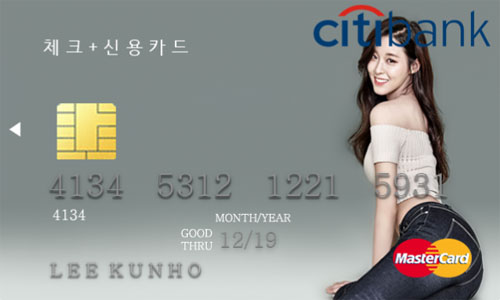 citibank
체크+신용카드
4134 5312 1221 5931
4134
MONTH/YEAR
GOOD THRU 12/19
LEE KUNHO
MasterCard